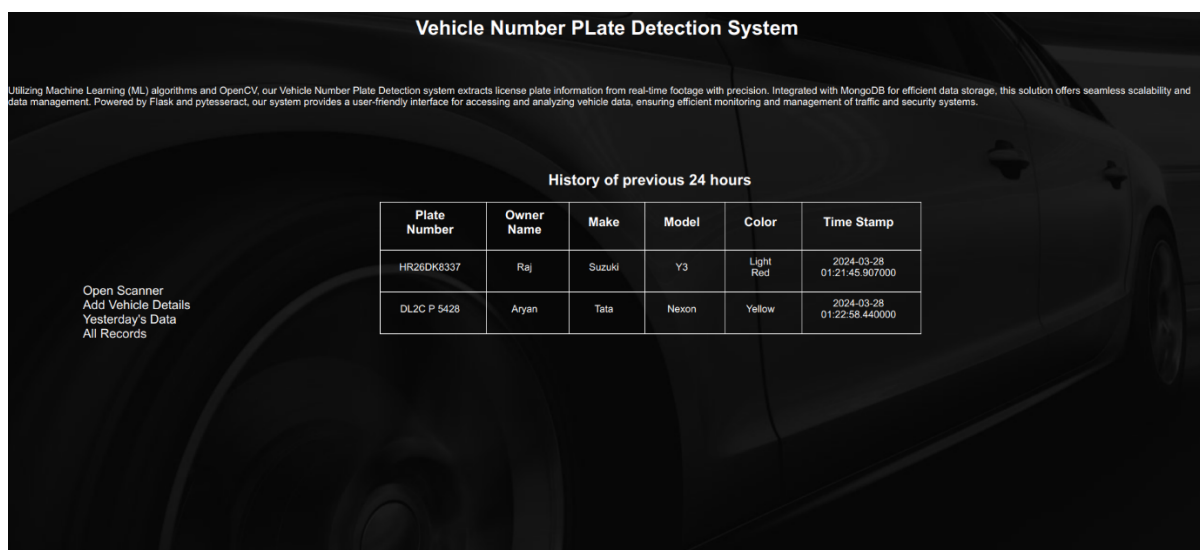 Vehicle Number PLate Detection System
Utilizing Machine Learning (ML) algorithms and OpenCV, our Vehicle Number Plate Detection system extracts license plate information from real-time footage with precision. Integrated with MongoDB for efficient data storage, this solution offers seamless scalability and
data management. Powered by Flask and pytesseract, our system provides a user-friendly interface for accessing and analyzing vehicle data, ensuring efficient monitoring and management of traffic and security systems.
Open Scanner
Add Vehicle Details
Yesterday's Data
All Records
History of previous 24 hours
Plate Number Owner Name Make Model Color Time Stamp
HR26DK8337 Raj Suzuki Y3 Light Red 2024-03-28 01:21:45.907000
DL2C P 5428 Aryan Tata Nexon Yellow 2024-03-28 01:22:58.440000